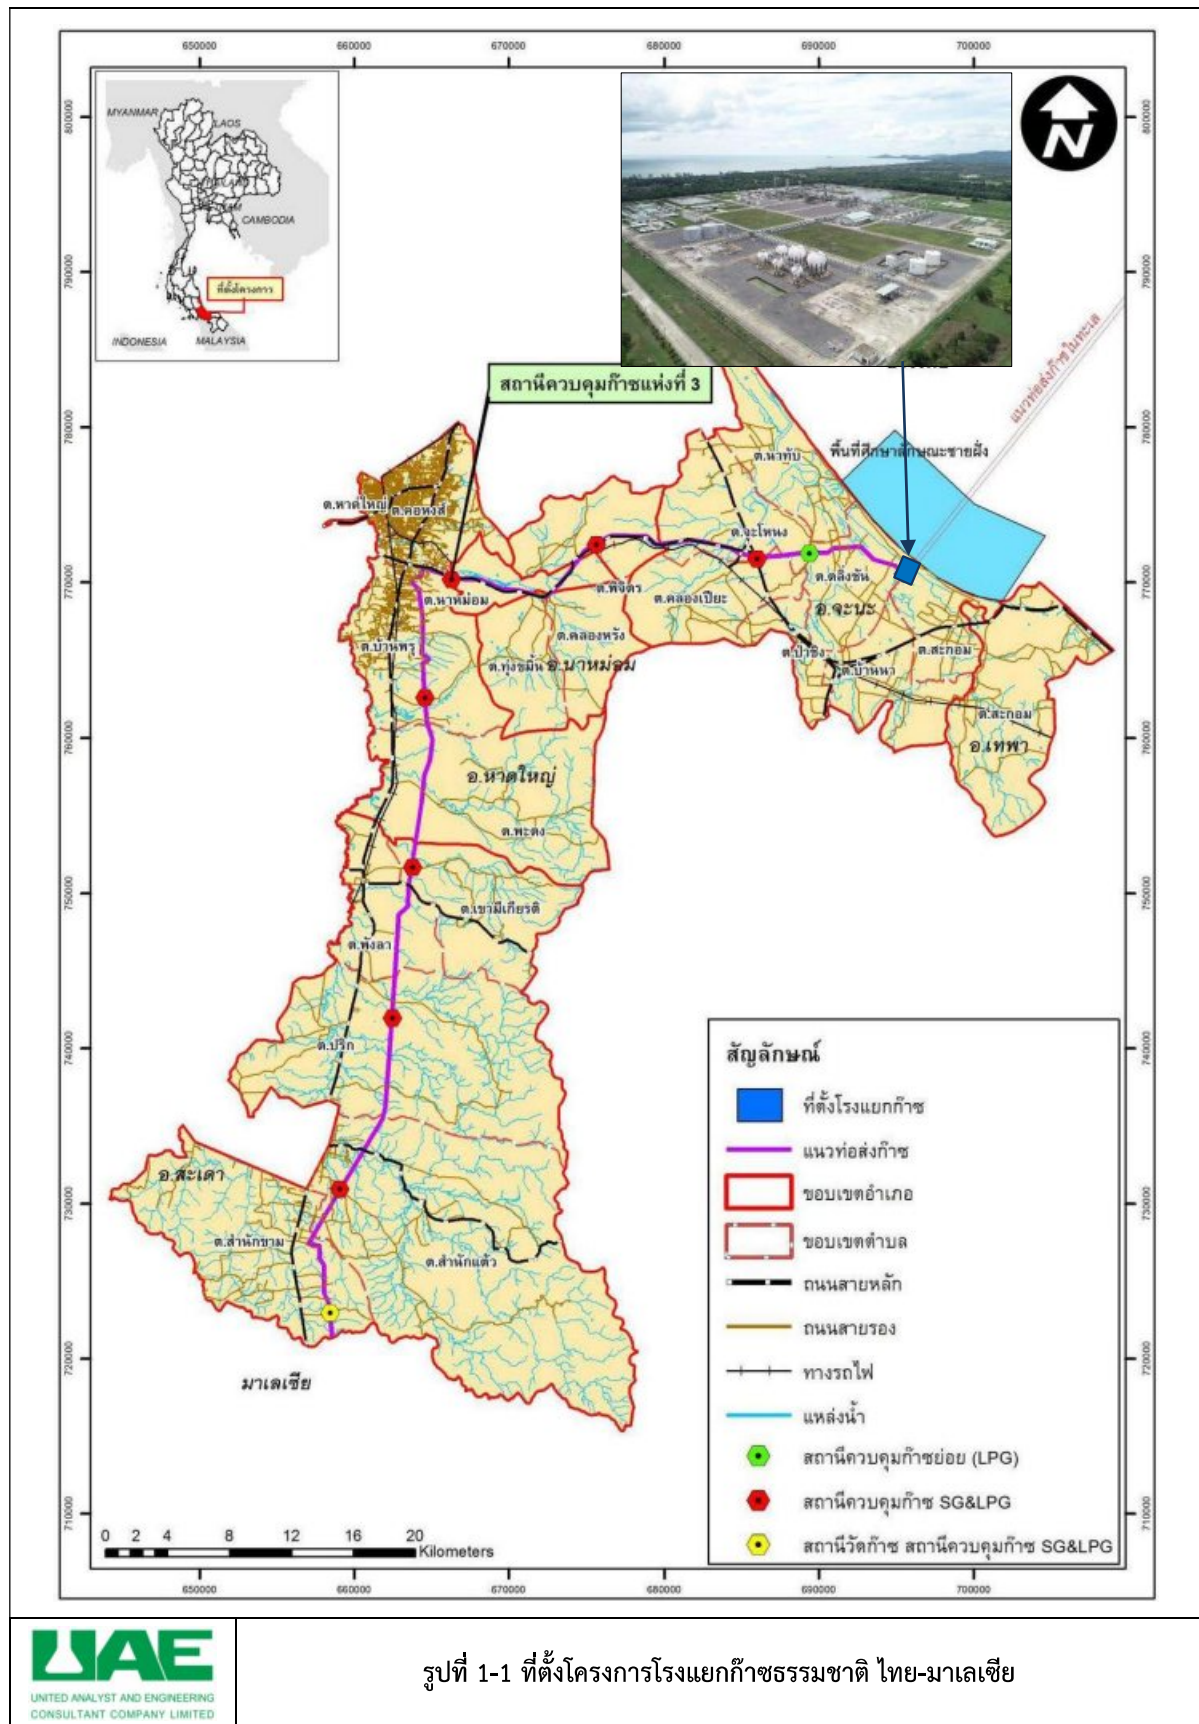 650000 660000 670000 680000 690000 700000
800000 800000
790000 790000
780000 780000
770000 770000
760000 760000
750000 750000
740000 740000
730000 730000
720000 720000
710000 710000
MYANMAR
LAOS
CAMBODIA
ที่ตั้งโครงการ
INDONESIA
MALAYSIA
N
แนวท่อส่งก๊าซในทะเล
สถานีควบคุมก๊าซแห่งที่ 3
พื้นที่ศึกษาลักษณะชายฝั่ง
ต.นาทับ
ต.หาดใหญ่
ต.คอหงส์
ต.จะโหนง
ต.ตลิ่งชัน
ต.นาหม่อม
ต.พิจิตร
ต.คลองเปียะ
อ.จะนะ
ต.คลองหรัง
ต.บ้านพรุ
ต.ทุ่งขมิ้น
อ.นาหม่อม
ต.ป่าชิง
ต.บ้านนา
ต.สะกอม
ต.สะกอม
อ.เทพา
อ.หาดใหญ่
ต.พะตง
ต.เขามีเกียรติ
ต.พังลา
ต.ปริก
อ.สะเดา
ต.สำนักขาม
ต.สำนักแต้ว
มาเลเซีย
สัญลักษณ์
ที่ตั้งโรงแยกก๊าซ
แนวท่อส่งก๊าซ
ขอบเขตอำเภอ
ขอบเขตตำบล
ถนนสายหลัก
ถนนสายรอง
ทางรถไฟ
แหล่งน้ำ
สถานีควบคุมก๊าซย่อย (LPG)
สถานีควบคุมก๊าซ SG&LPG
สถานีวัดก๊าซ สถานีควบคุมก๊าซ SG&LPG
0 2 4 8 12 16 20
Kilometers
650000 660000 670000 680000 690000 700000
UAE
UNITED ANALYST AND ENGINEERING
CONSULTANT COMPANY LIMITED
รูปที่ 1-1 ที่ตั้งโครงการโรงแยกก๊าซธรรมชาติ ไทย-มาเลเซีย